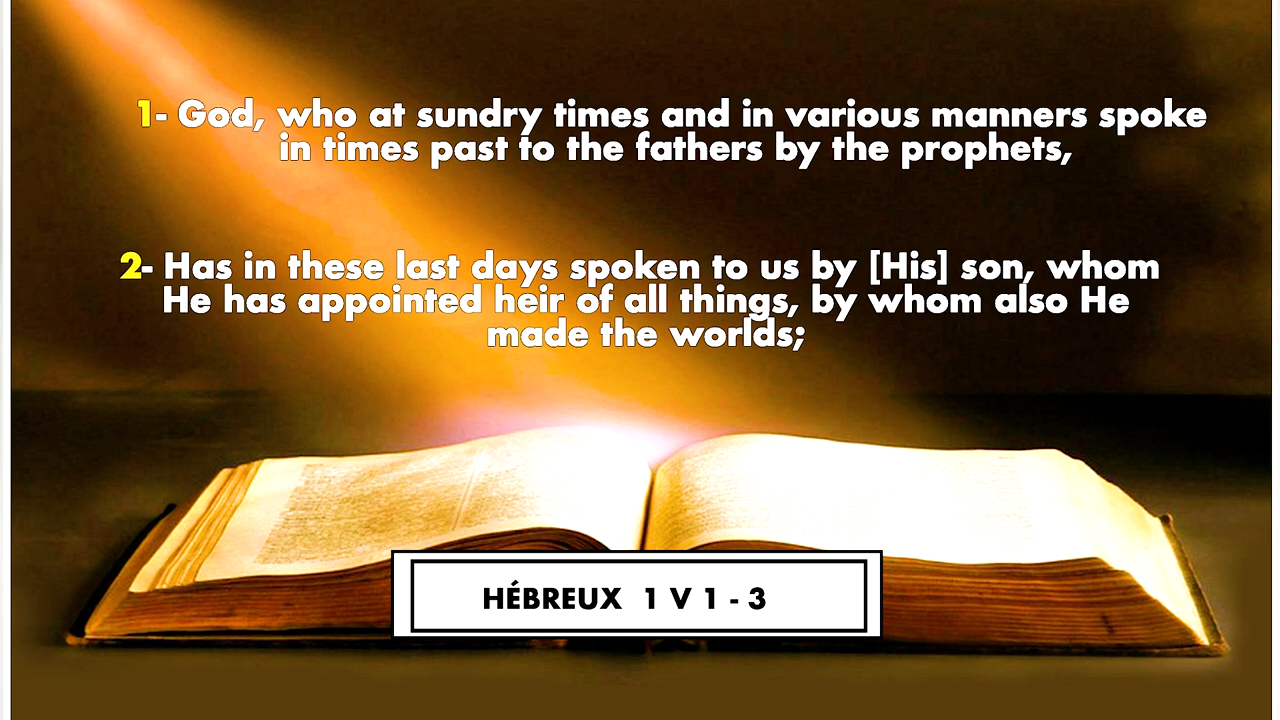 1- God, who at sundry times and in various manners spoke
in times past to the fathers by the prophets,
2- Has in these last days spoken to us by [His] son, whom
He has appointed heir of all things, by whom also He
made the worlds;
HÉBREUX 1 V 1 - 3